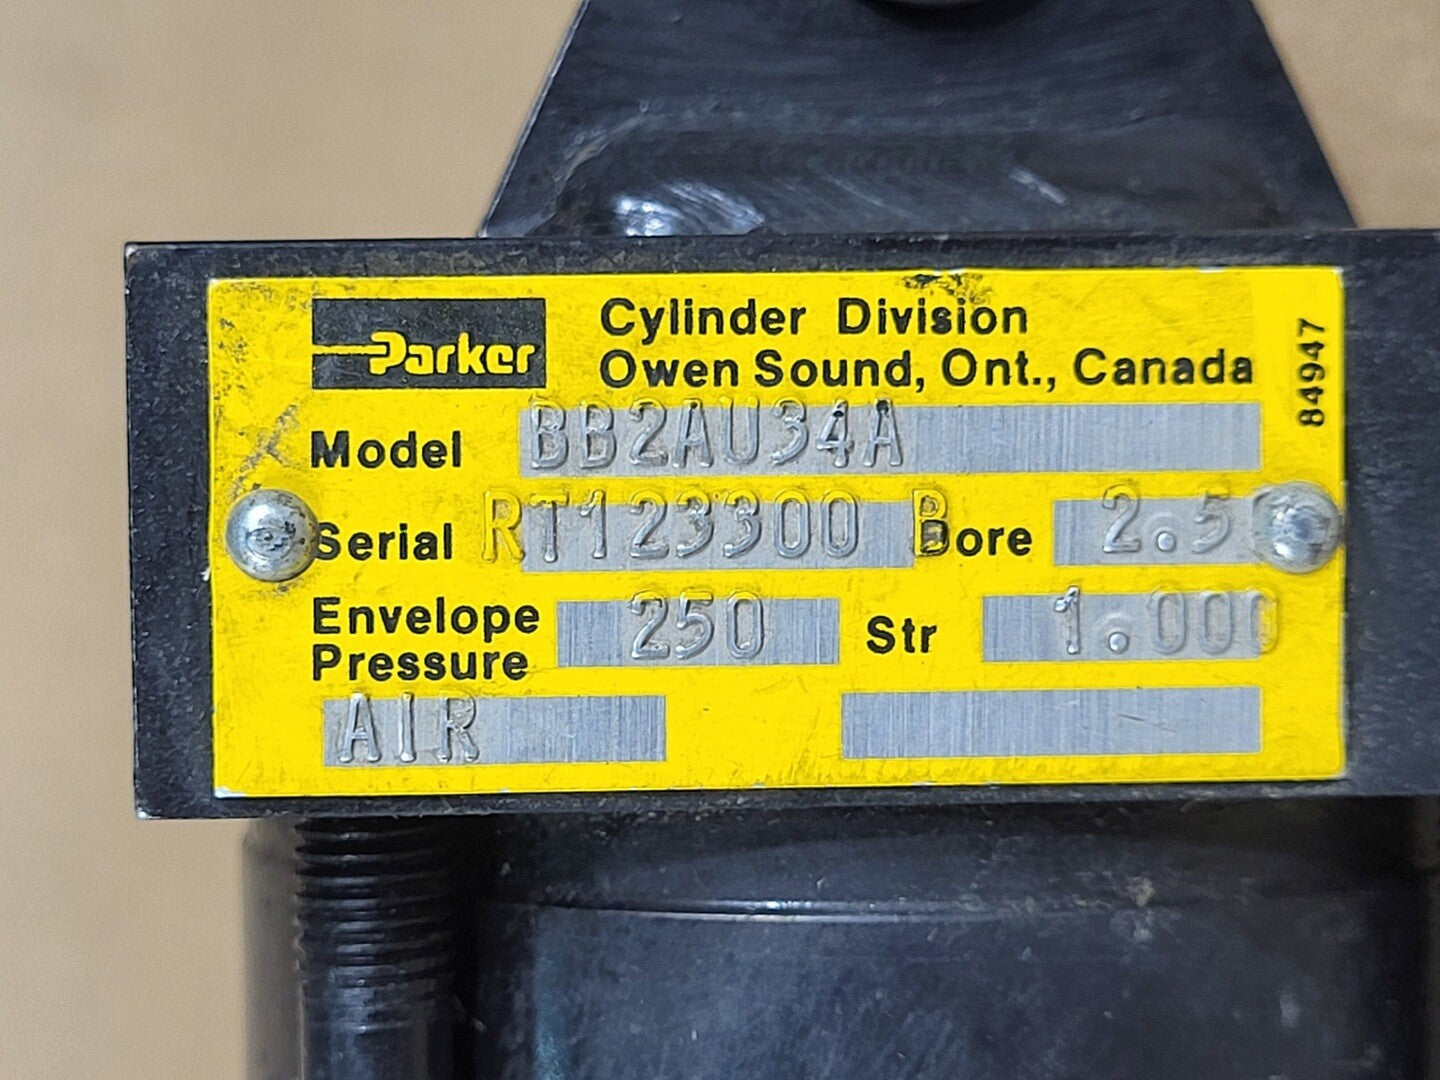 Parker
Cylinder Division
Owen Sound, Ont., Canada
84947
Model BB2AU34A
Serial RT123300 B Bore 2.5
Envelope Pressure 250 Str 1.000
AIR